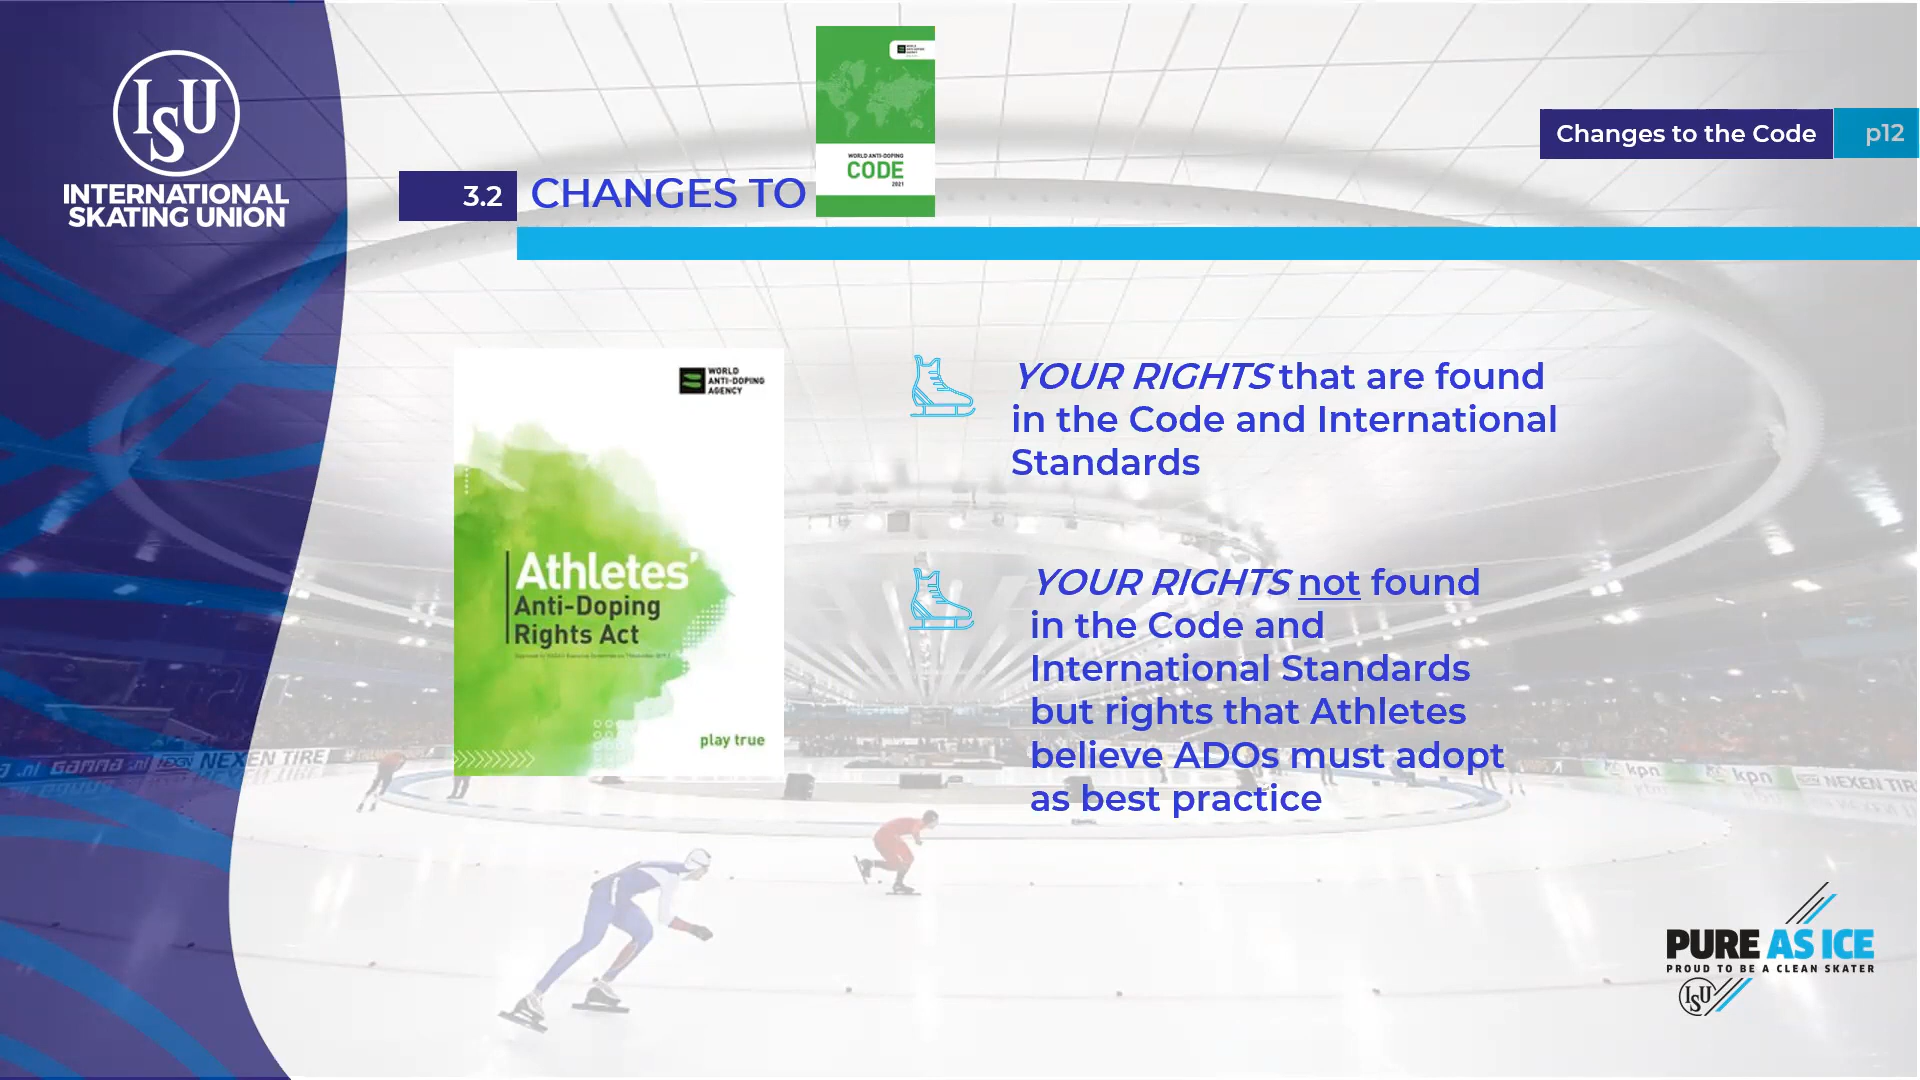 ISU
INTERNATIONAL
SKATING UNION
WORLD ANTI-DOPING
CODE
2021
Changes to the Code p12
3.2 CHANGES TO
WORLD
ANTI-DOPING
AGENCY
Athletes'
Anti-Doping
Rights Act
play true
YOUR RIGHTS that are found
in the Code and International
Standards
YOUR RIGHTS not found
in the Code and
International Standards
but rights that Athletes
believe ADOs must adopt
as best practice
NEXEN TIRE
kpn
kpn
NEXEN TIR
PURE AS ICE
PROUD TO BE A CLEAN SKATER
ISU